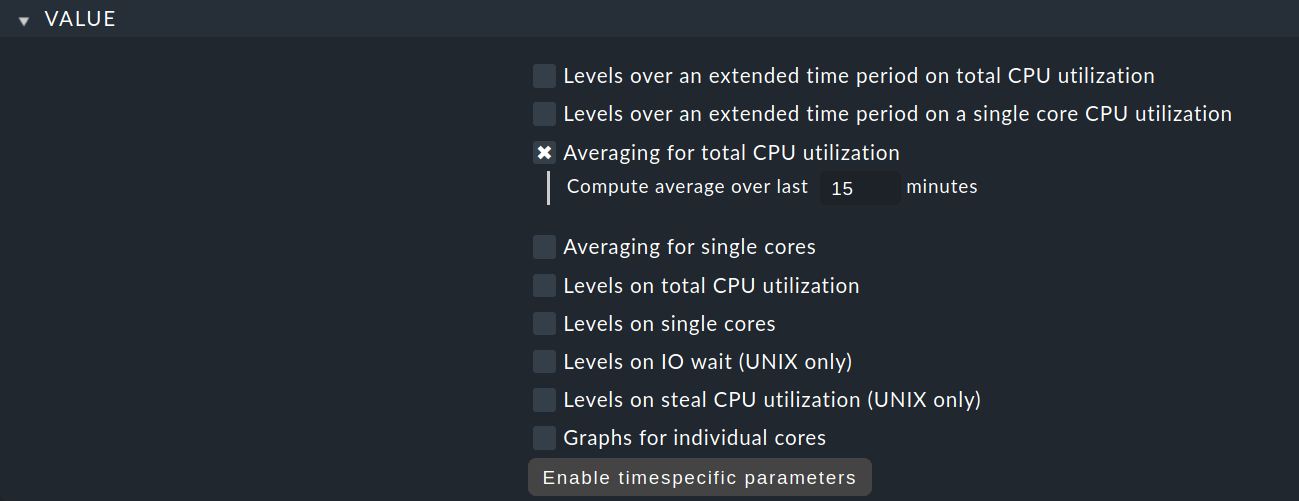 VALUE
Levels over an extended time period on total CPU utilization
Levels over an extended time period on a single core CPU utilization
Averaging for total CPU utilization
Compute average over last 15 minutes
Averaging for single cores
Levels on total CPU utilization
Levels on single cores
Levels on IO wait (UNIX only)
Levels on steal CPU utilization (UNIX only)
Graphs for individual cores
Enable timespecific parameters